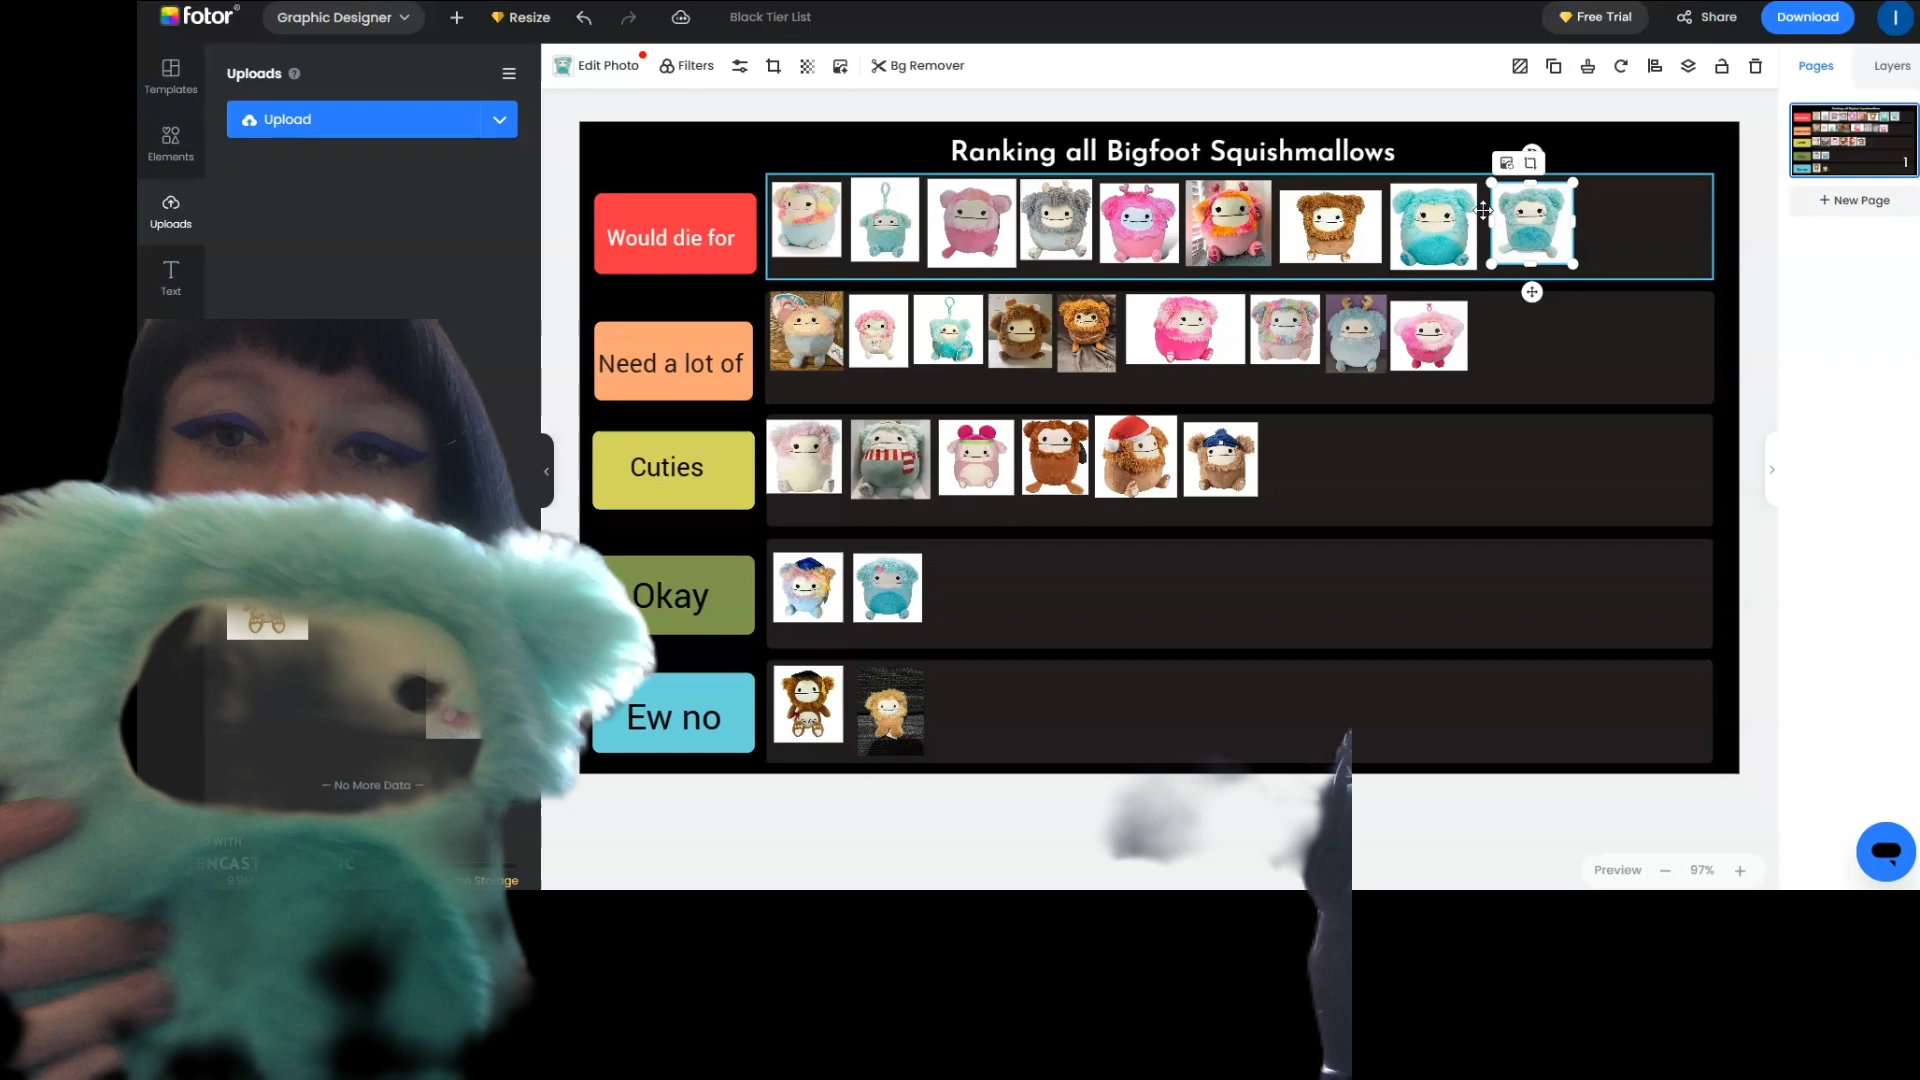 fotor®
Graphic Designer
Resize
Black Tier List
Free Trial
Share
Download
I
Templates
Elements
Uploads
Text
Uploads
Upload
Edit Photo
Filters
Bg Remover
Pages
Layers
1
+ New Page
Ranking all Bigfoot Squishmallows
Would die for
Need a lot of
Cuties
Okay
Ew no
— No More Data —
WITH
Preview
97%